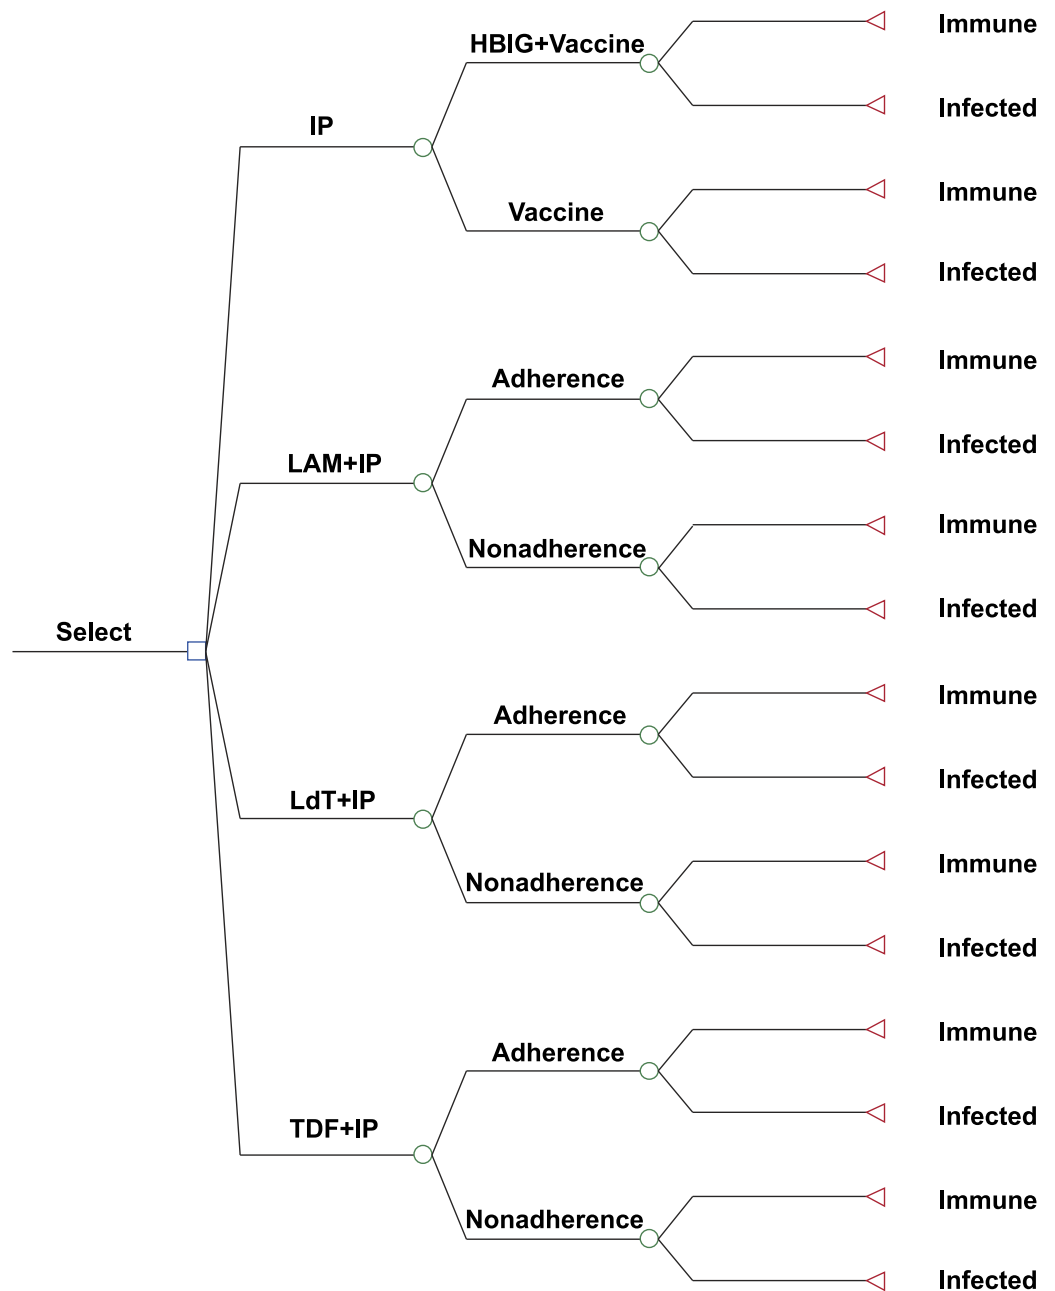 Select
IP
HBIG+Vaccine
Immune
Infected
Vaccine
Immune
Infected
LAM+IP
Adherence
Immune
Infected
Nonadherence
Immune
Infected
LdT+IP
Adherence
Immune
Infected
Nonadherence
Immune
Infected
TDF+IP
Adherence
Immune
Infected
Nonadherence
Immune
Infected